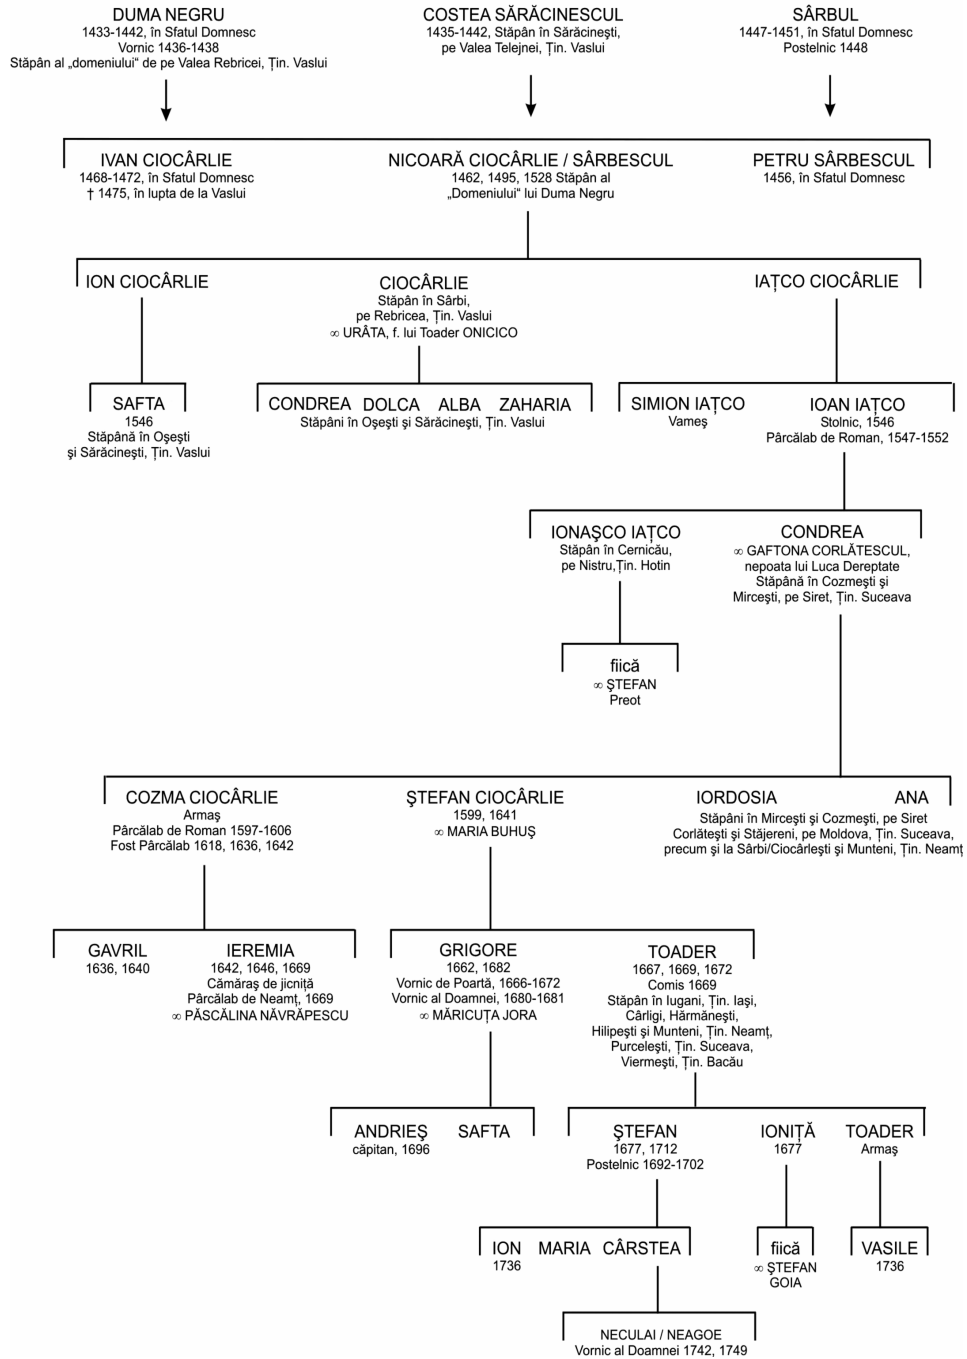 DUMA NEGRU
1433-1442, în Sfatul Domnesc
Vornic 1436-1438
Stăpân al „domeniului“ de pe Valea Rebricei, Ţin. Vaslui
COSTEA SĂRĂCINESCUL
1435-1442, Stăpân în Sărăcineşti,
pe Valea Telejnei, Ţin. Vaslui
SÂRBUL
1447-1451, în Sfatul Domnesc
Postelnic 1448
IVAN CIOCÂRLIE
1468-1472, în Sfatul Domnesc
† 1475, în lupta de la Vaslui
NICOARĂ CIOCÂRLIE / SÂRBESCUL
1462, 1495, 1528 Stăpân al
„Domeniului“ lui Duma Negru
PETRU SÂRBESCUL
1456, în Sfatul Domnesc
ION CIOCÂRLIE
CIOCÂRLIE
Stăpân în Sârbi,
pe Rebricea, Ţin. Vaslui
∞ URÂTA, f. lui Toader ONICICO
IAŢCO CIOCÂRLIE
SAFTA
1546
Stăpână în Oşeşti
şi Sărăcineşti, Ţin. Vaslui
CONDREA DOLCA ALBA ZAHARIA
Stăpâni în Oşeşti şi Sărăcineşti, Ţin. Vaslui
SIMION IAŢCO
Vameş
IOAN IAŢCO
Stolnic, 1546
Pârcălab de Roman, 1547-1552
IONAŞCO IAŢCO
Stăpân în Cernicău,
pe Nistru,Ţin. Hotin
CONDREA
∞ GAFTONA CORLĂTESCUL,
nepoata lui Luca Dereptate
Stăpână în Cozmeşti şi
Mirceşti, pe Siret, Ţin. Suceava
fiică
∞ ŞTEFAN
Preot
COZMA CIOCÂRLIE
Armaş
Pârcălab de Roman 1597-1606
Fost Pârcălab 1618, 1636, 1642
ŞTEFAN CIOCÂRLIE
1599, 1641
∞ MARIA BUHUŞ
IORDOSIA ANA
Stăpâni în Mirceşti şi Cozmeşti, pe Siret
Corlăteşti şi Stăjereni, pe Moldova, Ţin. Suceava,
precum şi la Sârbi/Ciocârleşti şi Munteni, Ţin. Neamţ
GAVRIL
1636, 1640
IEREMIA
1642, 1646, 1669
Cămăraş de jicniţă
Pârcălab de Neamţ, 1669
∞ PĂSCĂLINA NĂVRĂPESCU
GRIGORE
1662, 1682
Vornic de Poartă, 1666-1672
Vornic al Doamnei, 1680-1681
∞ MĂRICUŢA JORA
TOADER
1667, 1669, 1672
Comis 1669
Stăpân în Iugani, Ţin. Iaşi,
Cârligi, Hărmăneşti,
Hilipeşti şi Munteni, Ţin. Neamţ,
Purceleşti, Ţin. Suceava,
Viermeşti, Ţin. Bacău
ANDRIEŞ
căpitan, 1696
SAFTA
ŞTEFAN
1677, 1712
Postelnic 1692-1702
IONIŢĂ
1677
TOADER
Armaş
ION
1736
MARIA CÂRSTEA
fiică
∞ ŞTEFAN
GOIA
VASILE
1736
NECULAI / NEAGOE
Vornic al Doamnei 1742, 1749